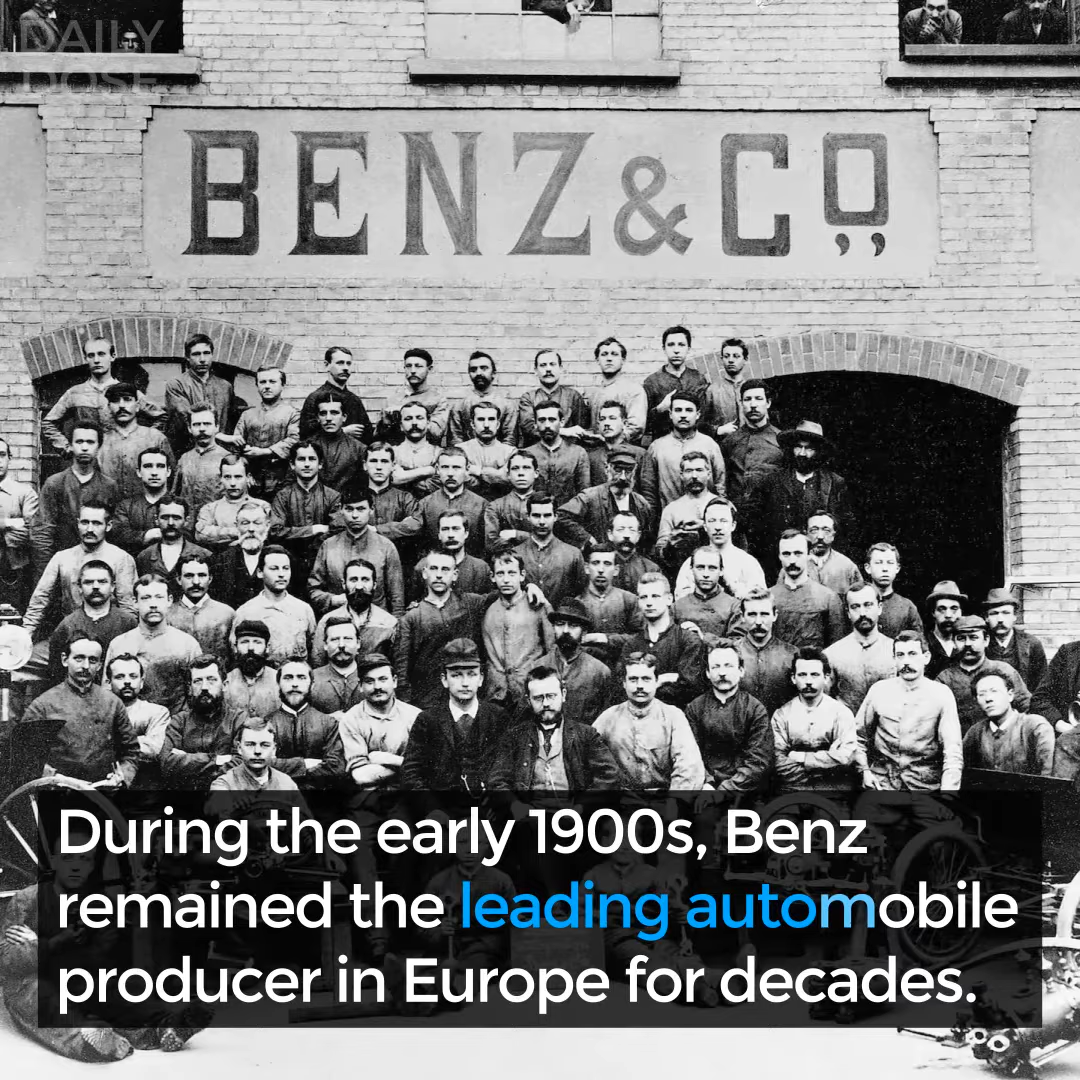 DAILY
DOSE
BENZ & Co.
During the early 1900s, Benz
remained the leading automobile
producer in Europe for decades.